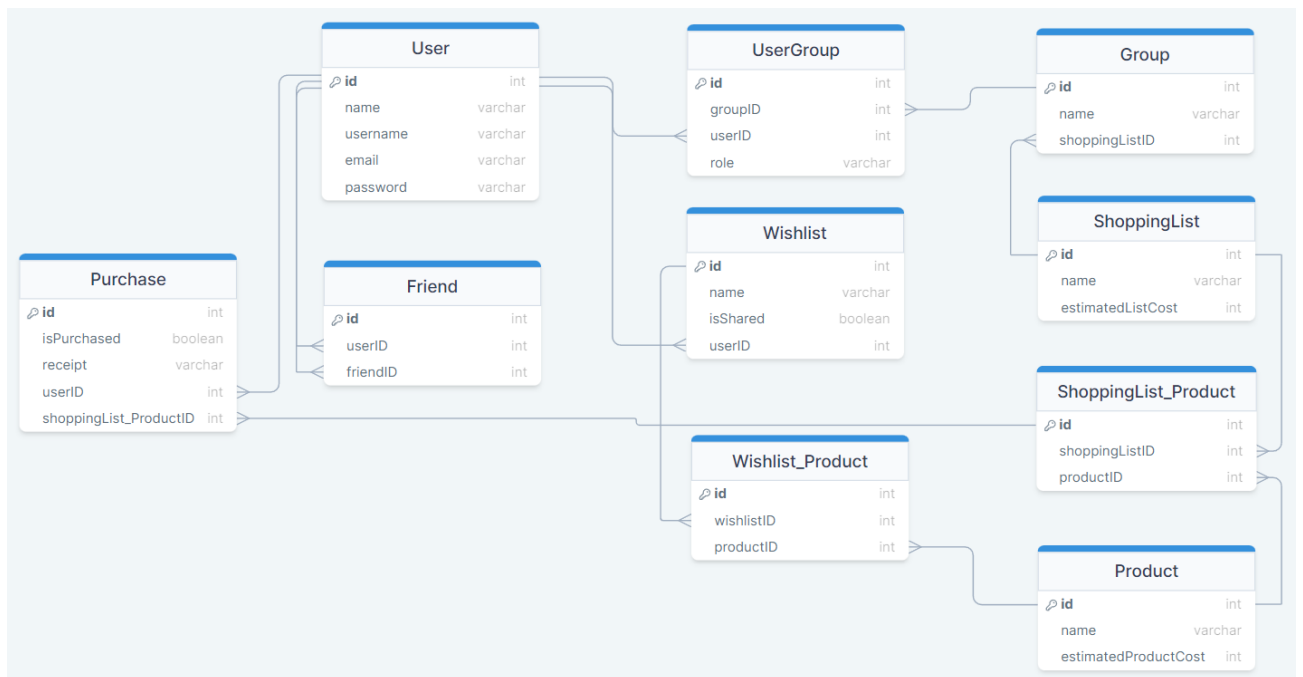 User
id int
name varchar
username varchar
email varchar
password varchar
UserGroup
id int
groupID int
userID int
role varchar
Group
id int
name varchar
shoppingListID int
Purchase
id int
isPurchased boolean
receipt varchar
userID int
shoppingList_ProductID int
Friend
id int
userID int
friendID int
Wishlist
id int
name varchar
isShared boolean
userID int
ShoppingList
id int
name varchar
estimatedListCost int
ShoppingList_Product
id int
shoppingListID int
productID int
Wishlist_Product
id int
wishlistID int
productID int
Product
id int
name varchar
estimatedProductCost int